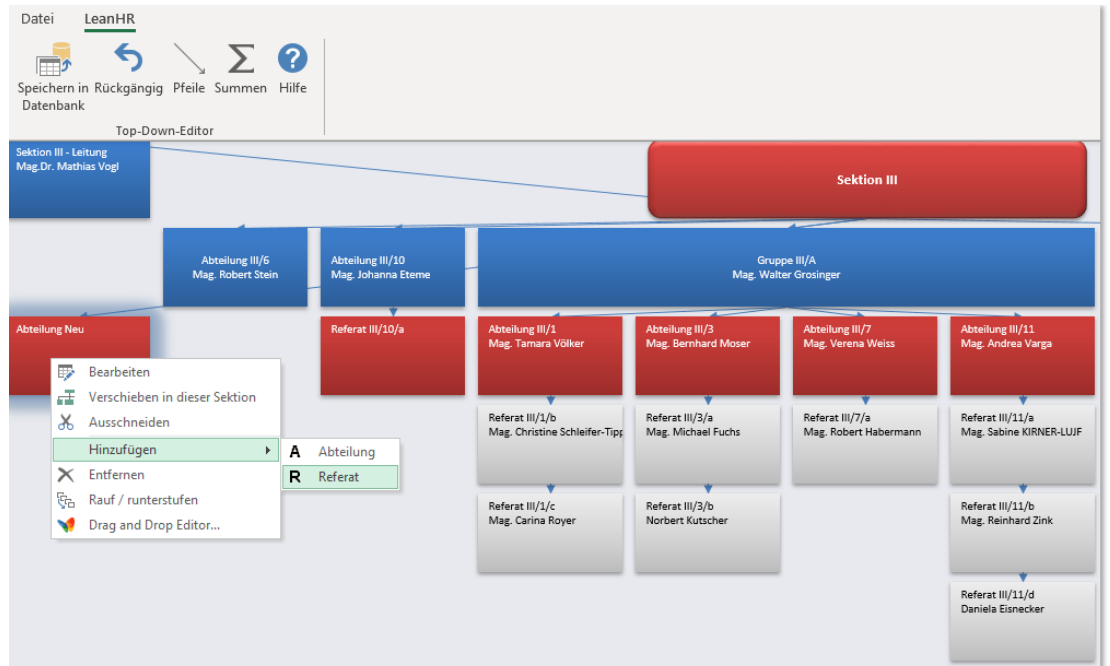 Datei LeanHR
Speichern in Datenbank
Rückgängig
Pfeile
Summen
Hilfe
Top-Down-Editor
Sektion III - Leitung
Mag.Dr. Mathias Vogl
Sektion III
Abteilung III/6
Mag. Robert Stein
Abteilung III/10
Mag. Johanna Eteme
Gruppe III/A
Mag. Walter Grosinger
Abteilung Neu
Referat III/10/a
Abteilung III/1
Mag. Tamara Völker
Abteilung III/3
Mag. Bernhard Moser
Abteilung III/7
Mag. Verena Weiss
Abteilung III/11
Mag. Andrea Varga
Bearbeiten
Verschieben in dieser Sektion
Ausschneiden
Hinzufügen
Entfernen
Rauf / runterstufen
Drag and Drop Editor...
A Abteilung
R Referat
Referat III/1/b
Mag. Christine Schleifer-Tipp
Referat III/3/a
Mag. Michael Fuchs
Referat III/7/a
Mag. Robert Habermann
Referat III/11/a
Mag. Sabine KIRNER-LUJF
Referat III/1/c
Mag. Carina Royer
Referat III/3/b
Norbert Kutscher
Referat III/11/b
Mag. Reinhard Zink
Referat III/11/d
Daniela Eisnecker